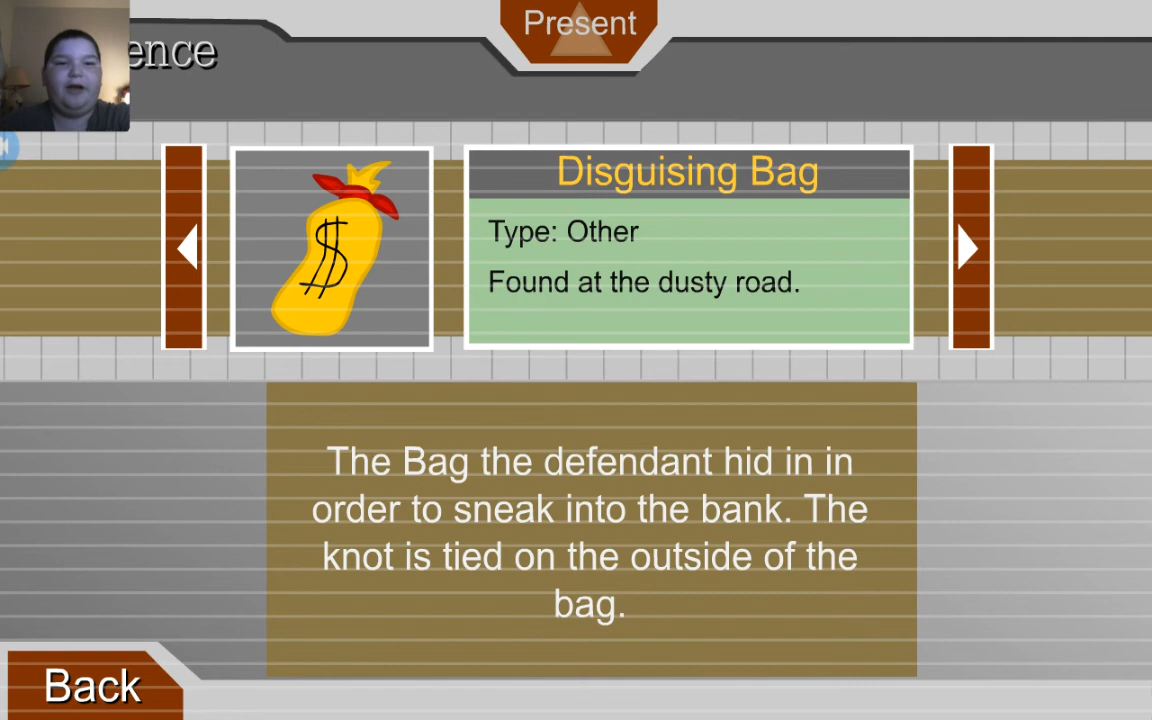 Present
ence
Disguising Bag
Type: Other
Found at the dusty road.
$
The Bag the defendant hid in in
order to sneak into the bank. The
knot is tied on the outside of the
bag.
Back